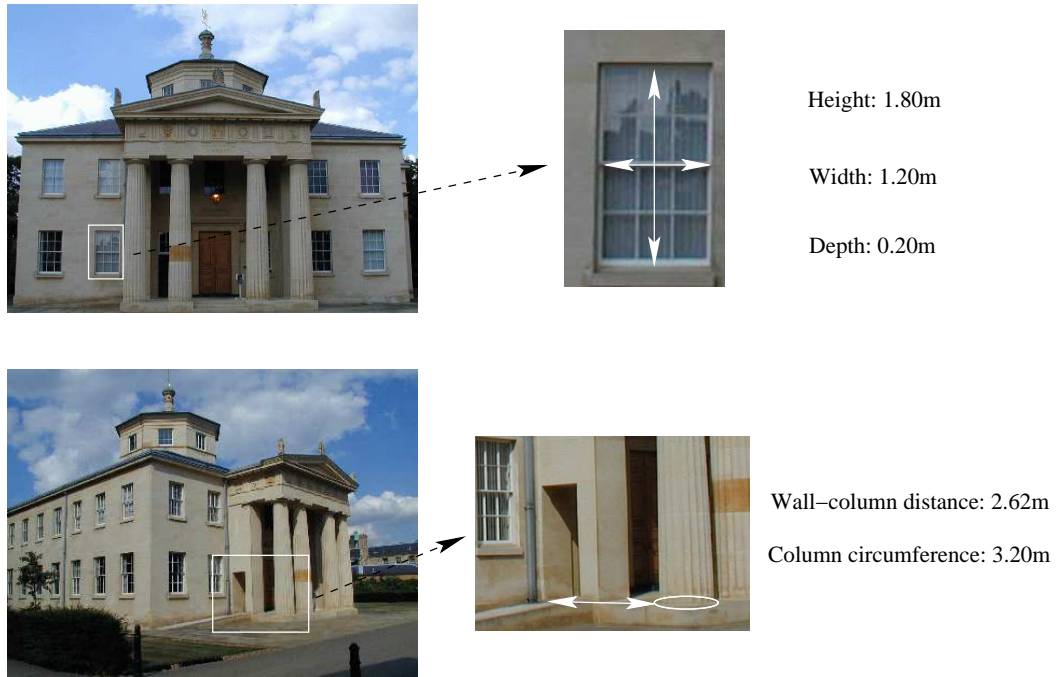 Height: 1.80m
Width: 1.20m
Depth: 0.20m
Wall−column distance: 2.62m
Column circumference: 3.20m